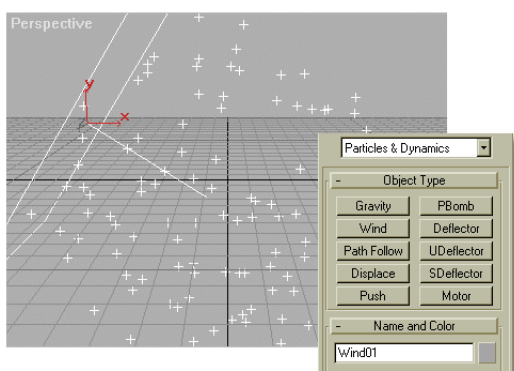 Perspective
y
x
Particles & Dynamics
- Object Type
Gravity PBomb
Wind Deflector
Path Follow UDeflector
Displace SDeflector
Push Motor
- Name and Color
Wind01